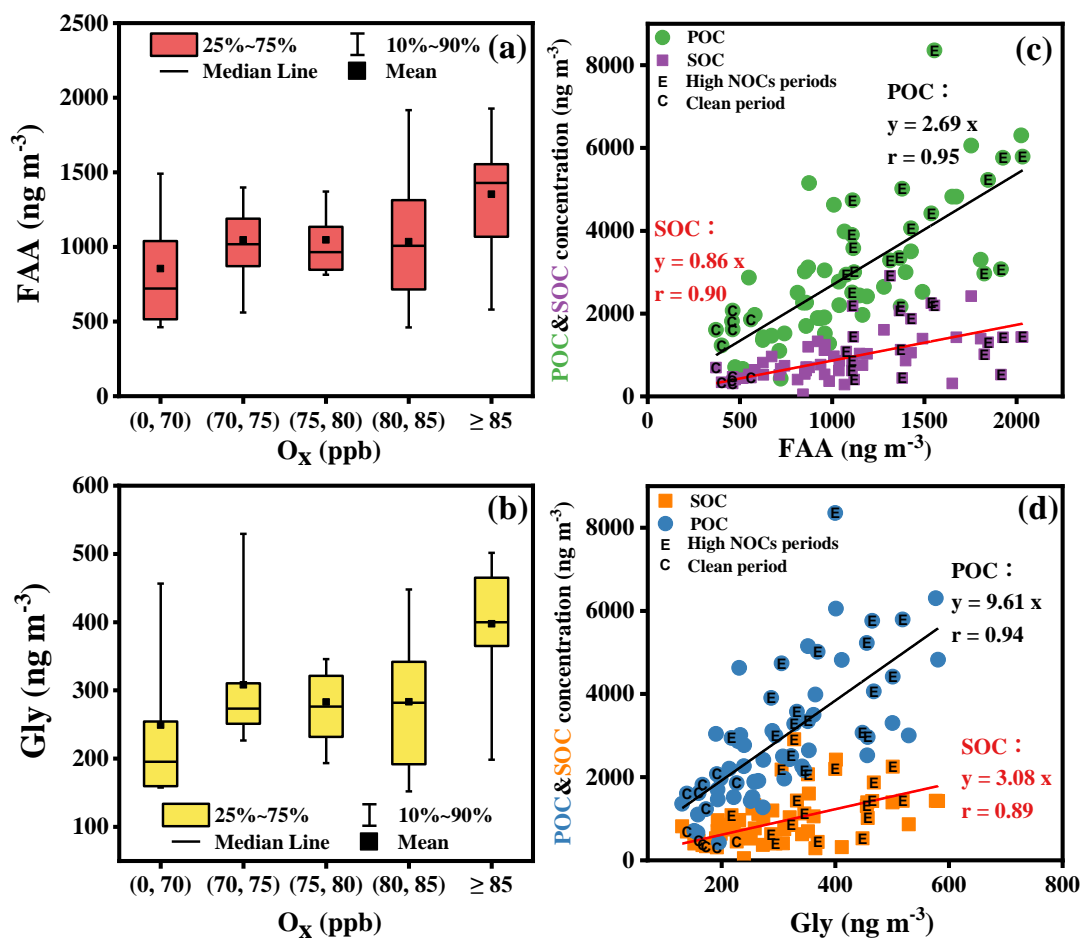 (a)
25%~75%
10%~90%
Median Line
Mean
2500
2000
1500
1000
500
0
FAA (ng m-3)
(0, 70)
(70, 75)
(75, 80)
(80, 85)
≥ 85
OX (ppb)
(b)
600
500
400
300
200
100
Gly (ng m-3)
25%~75%
10%~90%
Median Line
Mean
(0, 70)
(70, 75)
(75, 80)
(80, 85)
≥ 85
OX (ppb)
(c)
POC
SOC
E High NOCs periods
C Clean period
POC：
y = 2.69 x
r = 0.95
SOC：
y = 0.86 x
r = 0.90
8000
6000
4000
2000
0
POC&SOC concentration (ng m-3)
0
500
1000
1500
2000
FAA (ng m-3)
(d)
SOC
POC
E High NOCs periods
C Clean period
POC：
y = 9.61 x
r = 0.94
SOC：
y = 3.08 x
r = 0.89
8000
6000
4000
2000
0
POC&SOC concentration (ng m-3)
200
400
600
800
Gly (ng m-3)